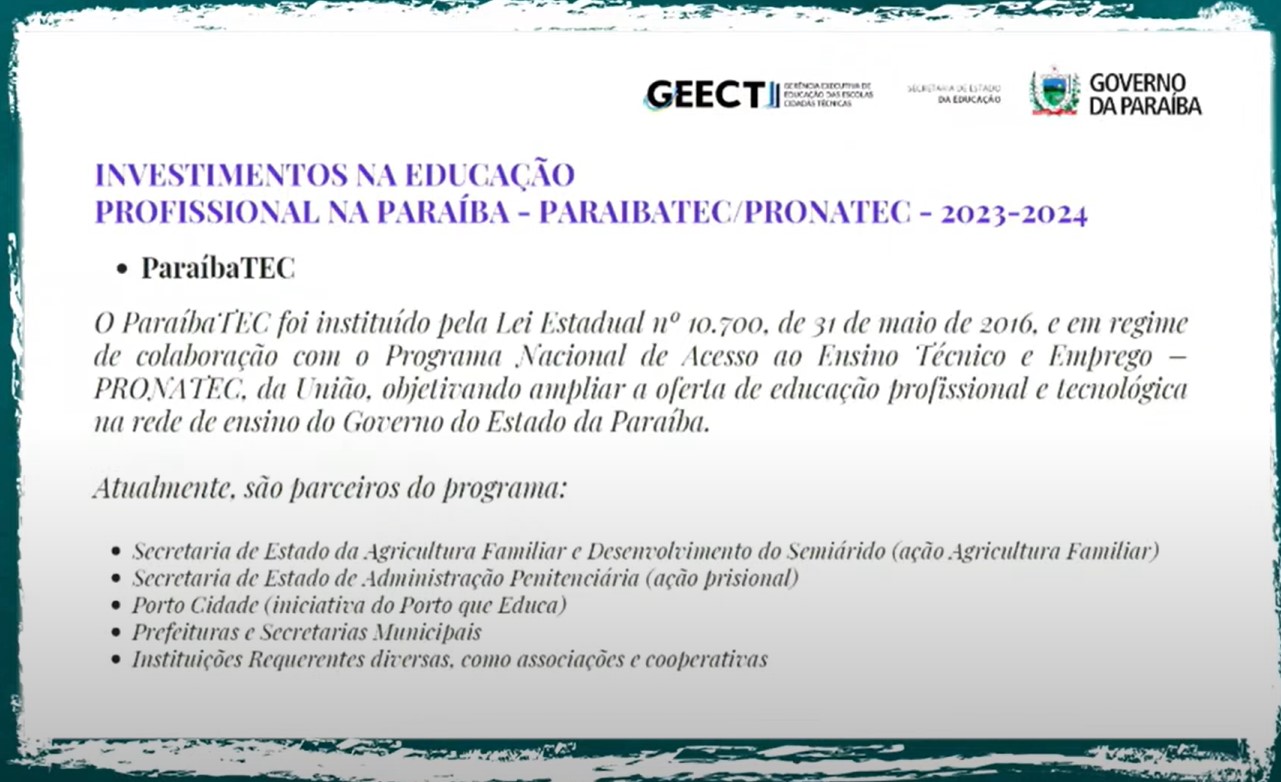 GEECT
GERÊNCIA EXECUTIVA DE
EDUCAÇÃO DAS ESCOLAS
CIDADÃS TÉCNICAS
SECRETARIA DE ESTADO
DA EDUCAÇÃO
GOVERNO
DA PARAÍBA
INVESTIMENTOS NA EDUCAÇÃO
PROFISSIONAL NA PARAÍBA - PARAIBATEC/PRONATEC - 2023-2024
• ParaíbaTEC
O ParaíbaTEC foi instituído pela Lei Estadual nº 10.700, de 31 de maio de 2016, e em regime
de colaboração com o Programa Nacional de Acesso ao Ensino Técnico e Emprego –
PRONATEC, da União, objetivando ampliar a oferta de educação profissional e tecnológica
na rede de ensino do Governo do Estado da Paraíba.
Atualmente, são parceiros do programa:
• Secretaria de Estado da Agricultura Familiar e Desenvolvimento do Semiárido (ação Agricultura Familiar)
• Secretaria de Estado de Administração Penitenciária (ação prisional)
• Porto Cidade (iniciativa do Porto que Educa)
• Prefeituras e Secretarias Municipais
• Instituições Requerentes diversas, como associações e cooperativas